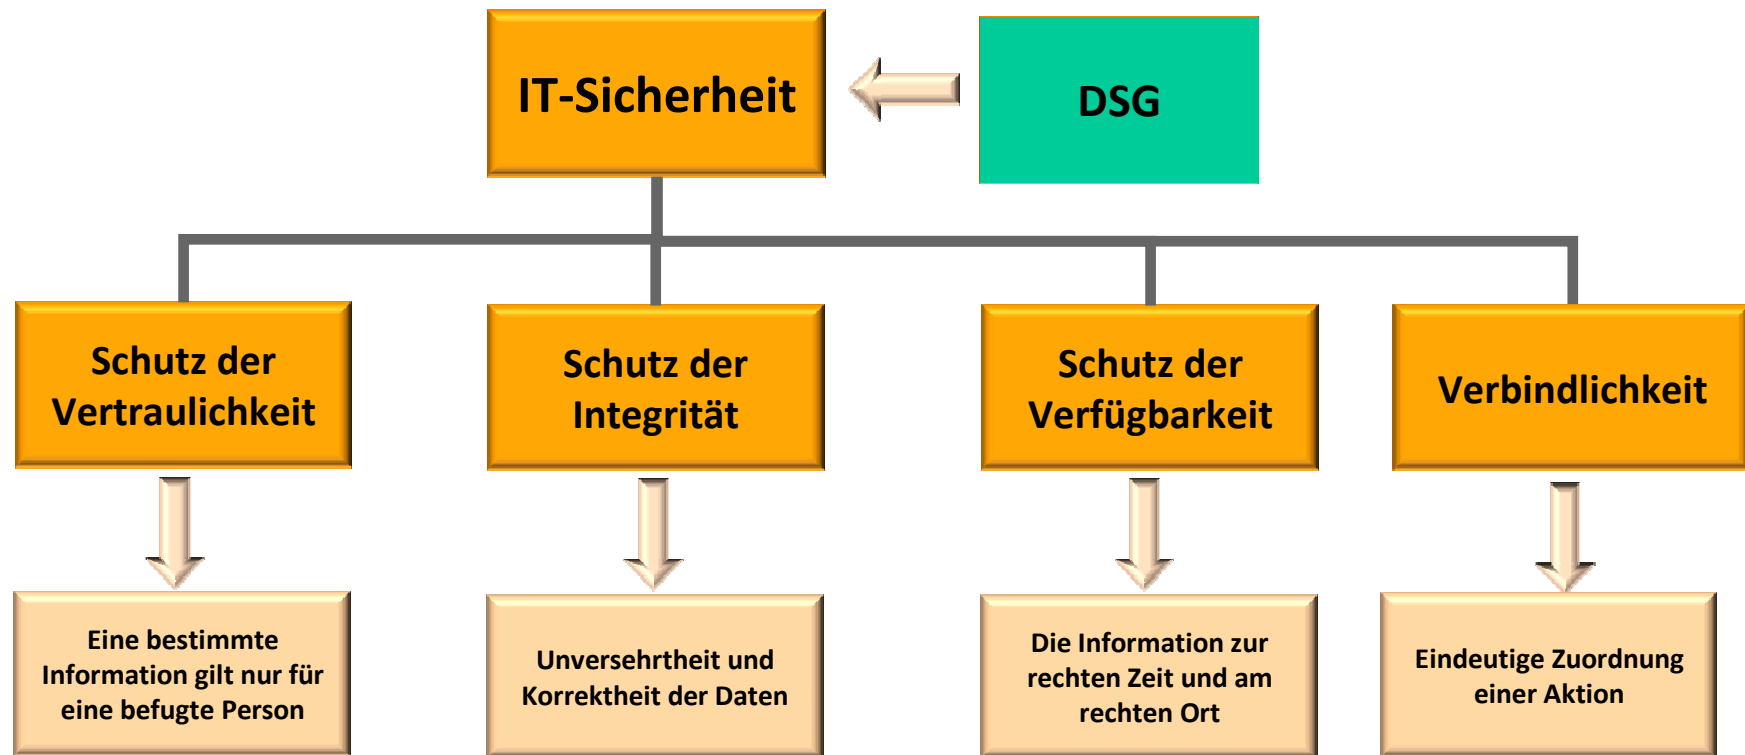 IT-Sicherheit
DSG
Schutz der
Vertraulichkeit
Schutz der
Integrität
Schutz der
Verfügbarkeit
Verbindlichkeit
Eine bestimmte
Information gilt nur für
eine befugte Person
Unversehrtheit und
Korrektheit der Daten
Die Information zur
rechten Zeit und am
rechten Ort
Eindeutige Zuordnung
einer Aktion